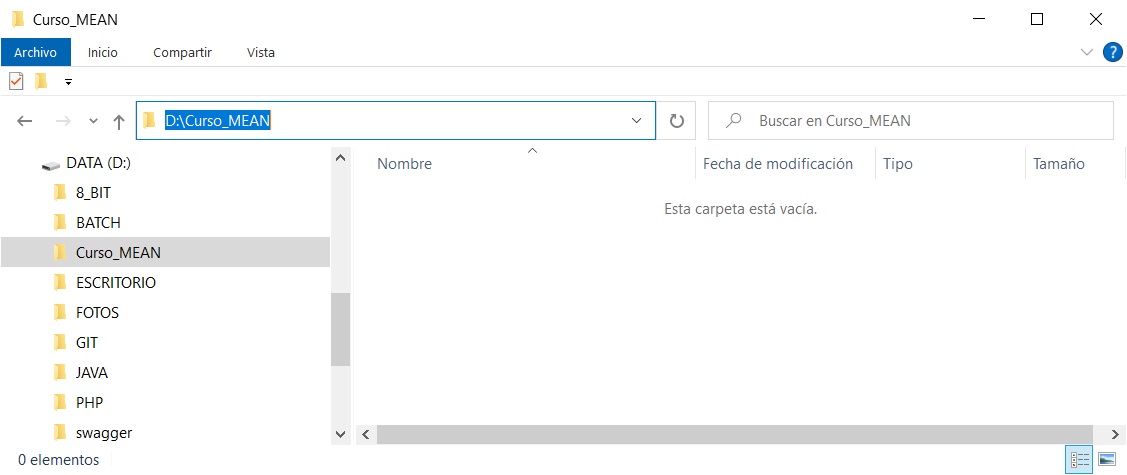 Curso_MEAN
Archivo Inicio Compartir Vista
D:\Curso_MEAN Buscar en Curso_MEAN
DATA (D:) Nombre Fecha de modificación Tipo Tamaño
8_BIT Esta carpeta está vacía.
BATCH
Curso_MEAN
ESCRITORIO
FOTOS
GIT
JAVA
PHP
swagger
0 elementos